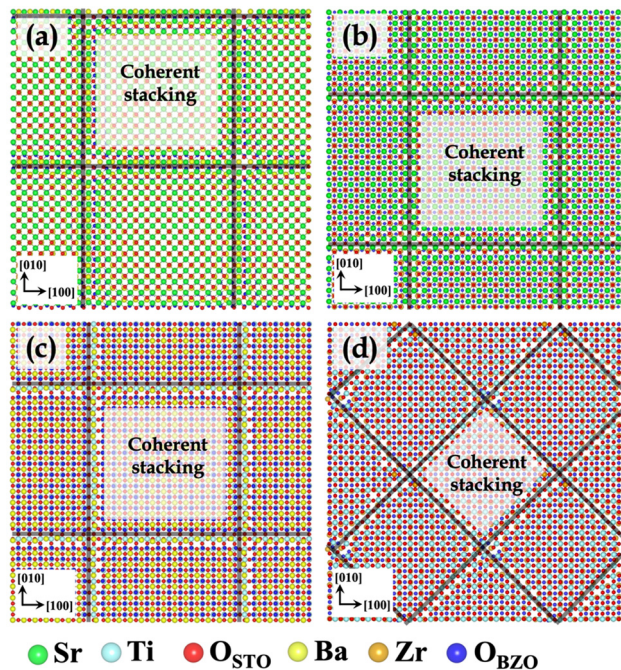 (a)
Coherent
stacking
[010]
[100]
(b)
Coherent
stacking
[010]
[100]
(c)
Coherent
stacking
[010]
[100]
(d)
Coherent
stacking
[010]
[100]
Sr Ti OSTO Ba Zr OBZO